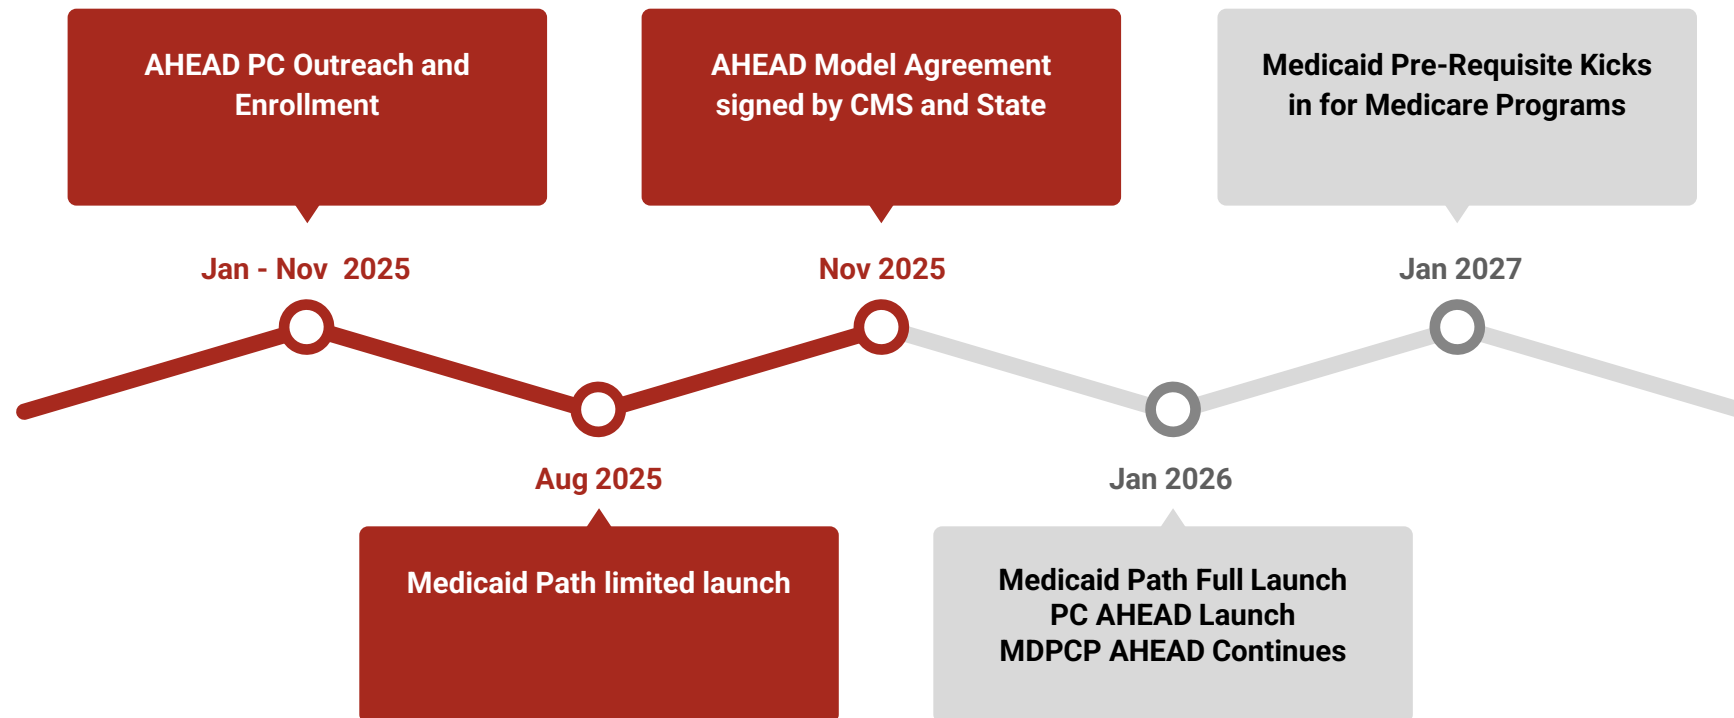 AHEAD PC Outreach and
Enrollment
AHEAD Model Agreement
signed by CMS and State
Medicaid Pre-Requisite Kicks
in for Medicare Programs
Jan - Nov  2025
Nov 2025
Jan 2027
Aug 2025
Jan 2026
Medicaid Path limited launch
Medicaid Path Full Launch
PC AHEAD Launch
MDPCP AHEAD Continues